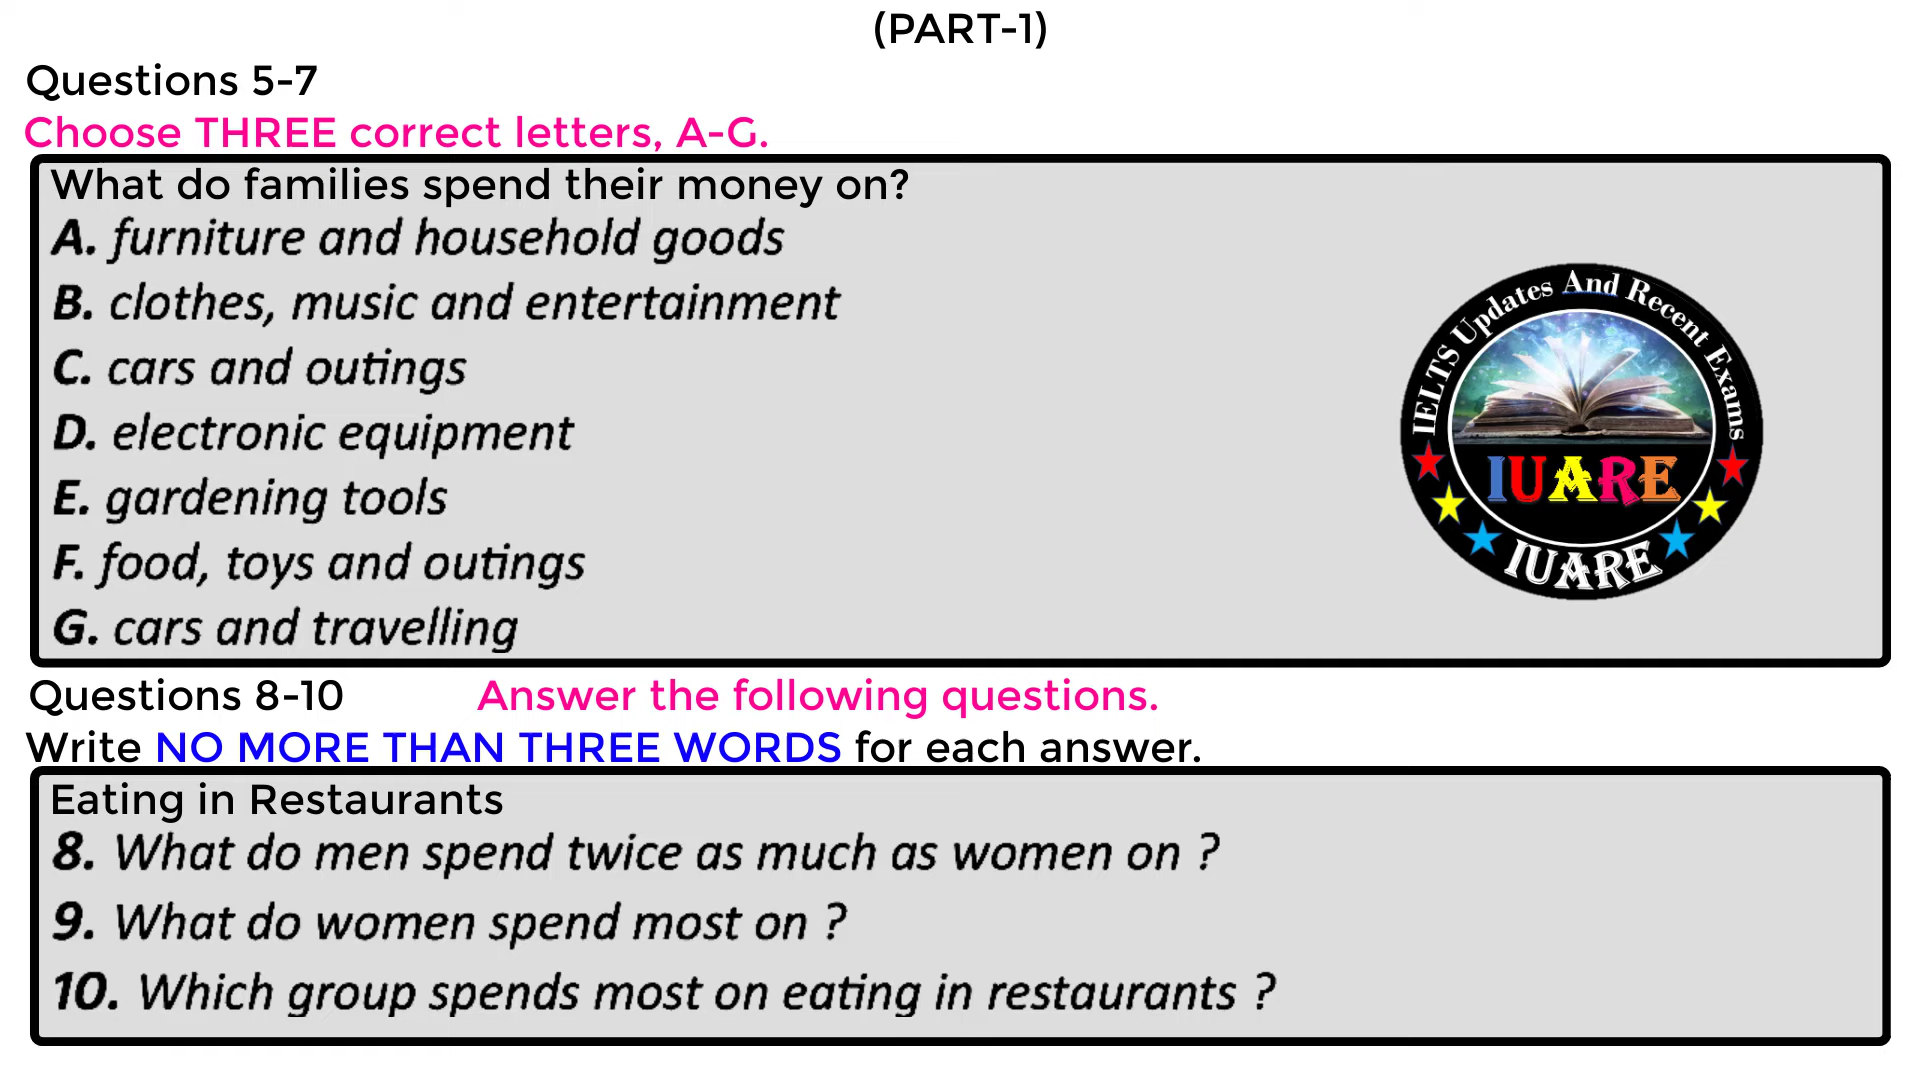 (PART-1)
Questions 5-7
Choose THREE correct letters, A-G.
What do families spend their money on?
A. furniture and household goods
B. clothes, music and entertainment
C. cars and outings
D. electronic equipment
E. gardening tools
F. food, toys and outings
G. cars and travelling
IELTS Updates And Recent Exams
IUARE
IUARE
Questions 8-10 Answer the following questions.
Write NO MORE THAN THREE WORDS for each answer.
Eating in Restaurants
8. What do men spend twice as much as women on ?
9. What do women spend most on ?
10. Which group spends most on eating in restaurants ?